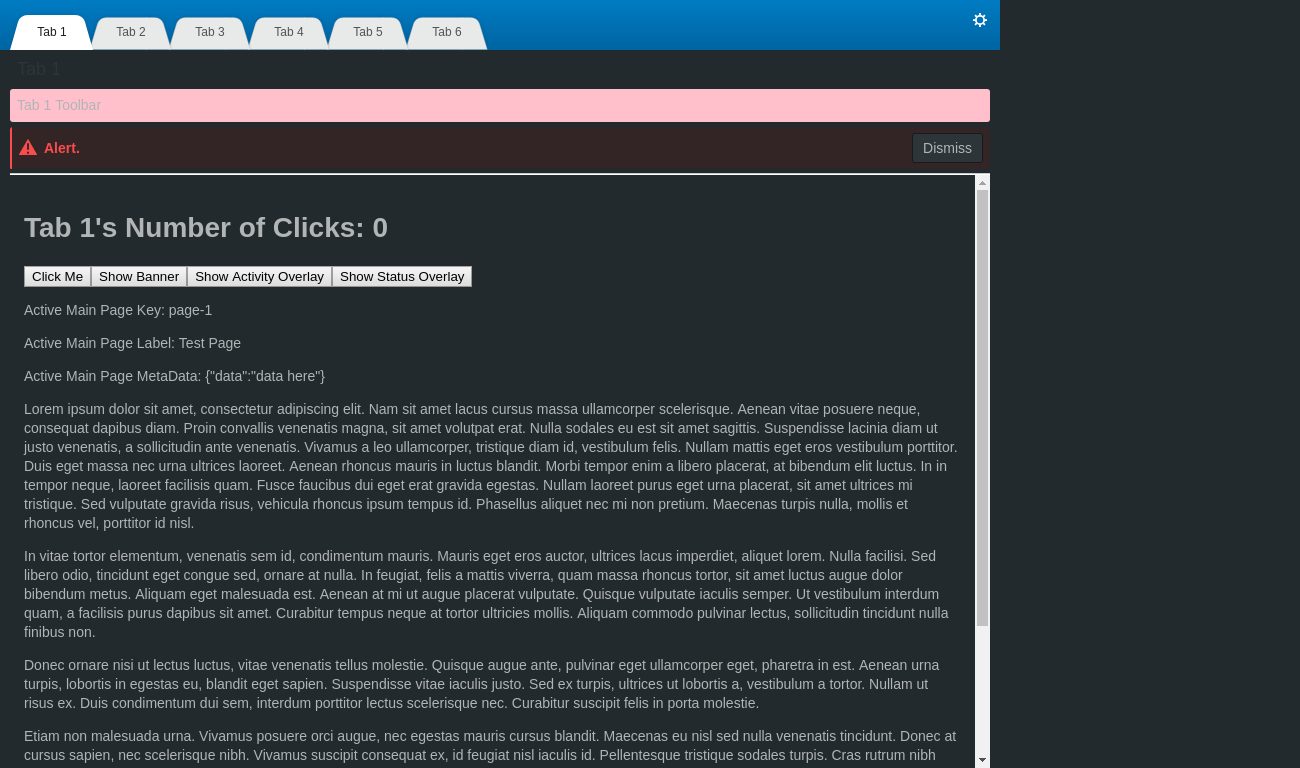 Tab 1 Tab 2 Tab 3 Tab 4 Tab 5 Tab 6
Tab 1
Tab 1 Toolbar
Alert. Dismiss
Tab 1's Number of Clicks: 0
Click Me Show Banner Show Activity Overlay Show Status Overlay
Active Main Page Key: page-1
Active Main Page Label: Test Page
Active Main Page MetaData: {"data":"data here"}
Lorem ipsum dolor sit amet, consectetur adipiscing elit. Nam sit amet lacus cursus massa ullamcorper scelerisque. Aenean vitae posuere neque,
consequat dapibus diam. Proin convallis venenatis magna, sit amet volutpat erat. Nulla sodales eu est sit amet sagittis. Suspendisse lacinia diam ut
justo venenatis, a sollicitudin ante venenatis. Vivamus a leo ullamcorper, tristique diam id, vestibulum felis. Nullam mattis eget eros vestibulum porttitor.
Duis eget massa nec urna ultrices laoreet. Aenean rhoncus mauris in luctus blandit. Morbi tempor enim a libero placerat, at bibendum elit luctus. In in
tempor neque, laoreet facilisis quam. Fusce faucibus dui eget erat gravida egestas. Nullam laoreet purus eget urna placerat, sit amet ultrices mi
tristique. Sed vulputate gravida risus, vehicula rhoncus ipsum tempus id. Phasellus aliquet nec mi non pretium. Maecenas turpis nulla, mollis et
rhoncus vel, porttitor id nisl.
In vitae tortor elementum, venenatis sem id, condimentum mauris. Mauris eget eros auctor, ultrices lacus imperdiet, aliquet lorem. Nulla facilisi. Sed
libero odio, tincidunt eget congue sed, ornare at nulla. In feugiat, felis a mattis viverra, quam massa rhoncus tortor, sit amet luctus augue dolor
bibendum metus. Aliquam eget malesuada est. Aenean at mi ut augue placerat vulputate. Quisque vulputate iaculis semper. Ut vestibulum interdum
quam, a facilisis purus dapibus sit amet. Curabitur tempus neque at tortor ultricies mollis. Aliquam commodo pulvinar lectus, sollicitudin tincidunt nulla
finibus non.
Donec ornare nisi ut lectus luctus, vitae venenatis tellus molestie. Quisque augue ante, pulvinar eget ullamcorper eget, pharetra in est. Aenean urna
turpis, lobortis in egestas eu, blandit eget sapien. Suspendisse vitae iaculis justo. Sed ex turpis, ultrices ut lobortis a, vestibulum a tortor. Nullam ut
risus ex. Duis condimentum dui sem, interdum porttitor lectus scelerisque nec. Curabitur suscipit felis in porta molestie.
Etiam non malesuada urna. Vivamus posuere orci augue, nec egestas mauris cursus blandit. Maecenas eu nisl sed nulla venenatis tincidunt. Donec at
cursus sapien, nec scelerisque nibh. Vivamus suscipit consequat ex, id feugiat nisl iaculis id. Pellentesque tristique sodales turpis. Cras rutrum nibh